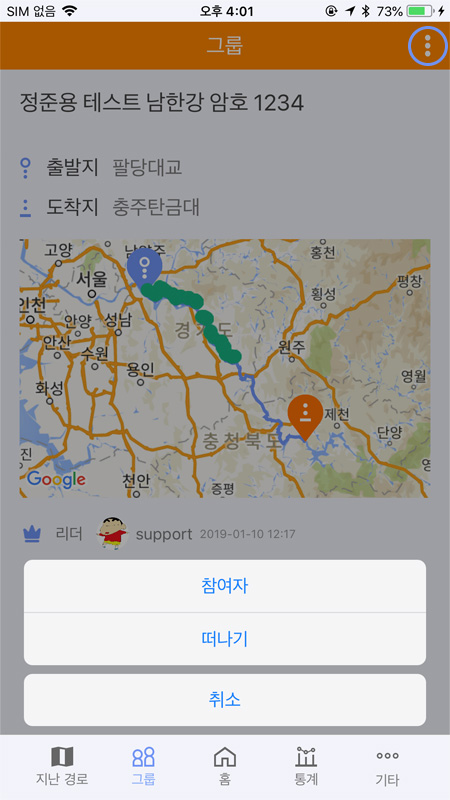 SIM 없음 오후 4:01 73%
그룹
정준용 테스트 남한강 암호 1234
출발지 팔당대교
도착지 충주탄금대
고양 남양주 홍천
서울 평창
인천 횡성
안양 성남 경기도
안산 수원 원주
용인 영월
화성
제천
충청북도 단양
천안 증평
Google
리더 support 2019-01-10 12:17
참여자
떠나기
취소
지난 경로 그룹 홈 통계 기타